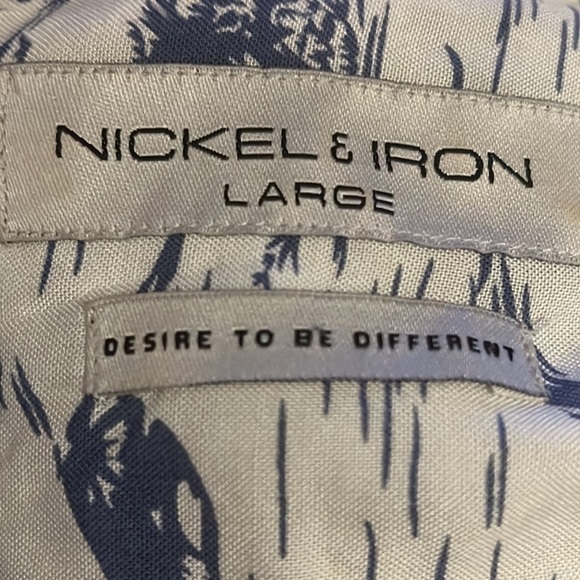 NICKEL & IRON
LARGE
DESIRE TO BE DIFFERENT